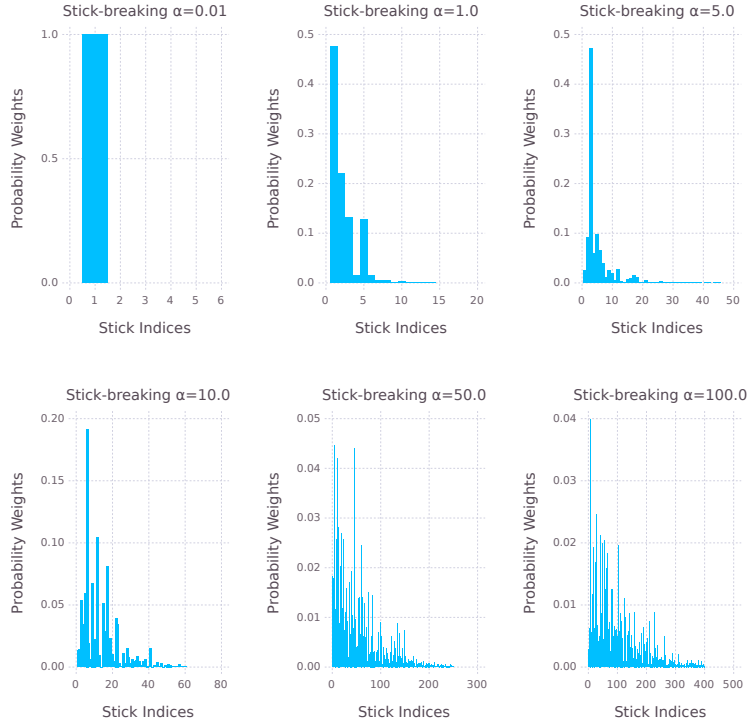 Stick-breaking α=0.01
Probability Weights
1.0
0.5
0.0
0 1 2 3 4 5 6
Stick Indices
Stick-breaking α=1.0
Probability Weights
0.5
0.4
0.3
0.2
0.1
0.0
0 5 10 15 20
Stick Indices
Stick-breaking α=5.0
Probability Weights
0.5
0.4
0.3
0.2
0.1
0.0
0 10 20 30 40 50
Stick Indices
Stick-breaking α=10.0
Probability Weights
0.20
0.15
0.10
0.05
0.00
0 20 40 60 80
Stick Indices
Stick-breaking α=50.0
Probability Weights
0.05
0.04
0.03
0.02
0.01
0.00
0 100 200 300
Stick Indices
Stick-breaking α=100.0
Probability Weights
0.04
0.03
0.02
0.01
0.00
0 100 200 300 400 500
Stick Indices